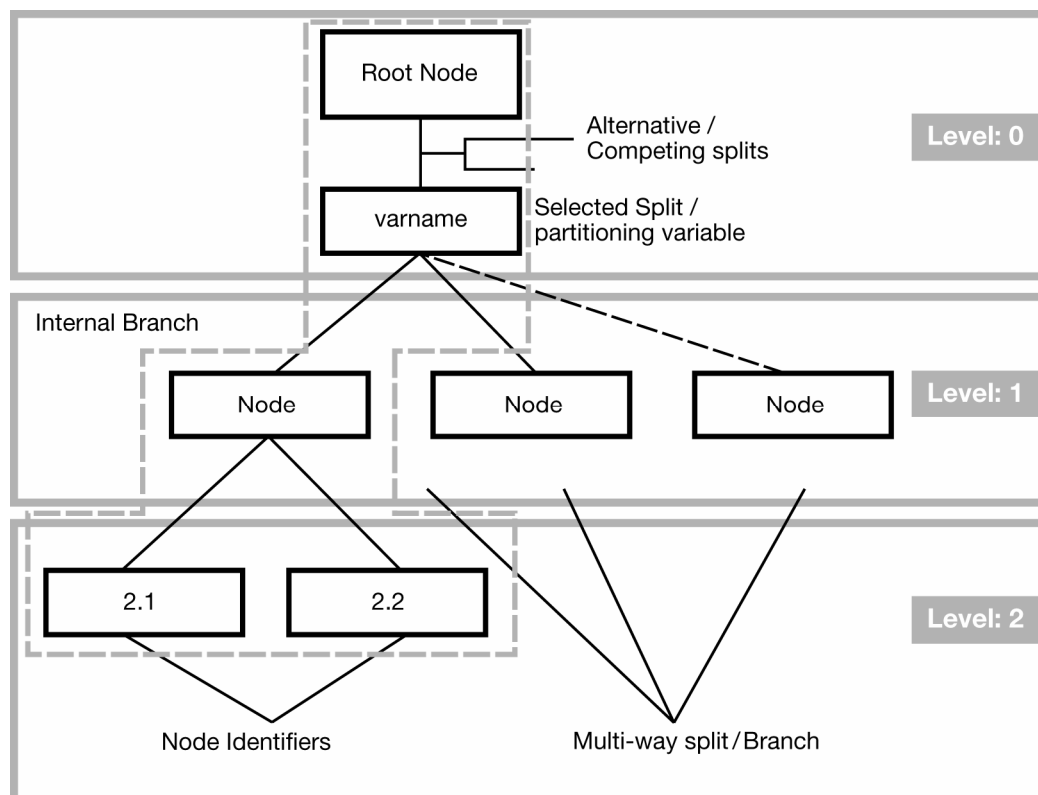 Root Node
Alternative /
Competing splits
Level: 0
varname
Selected Split /
partitioning variable
Internal Branch
Node
Node
Node
Level: 1
2.1
2.2
Level: 2
Node Identifiers
Multi-way split / Branch